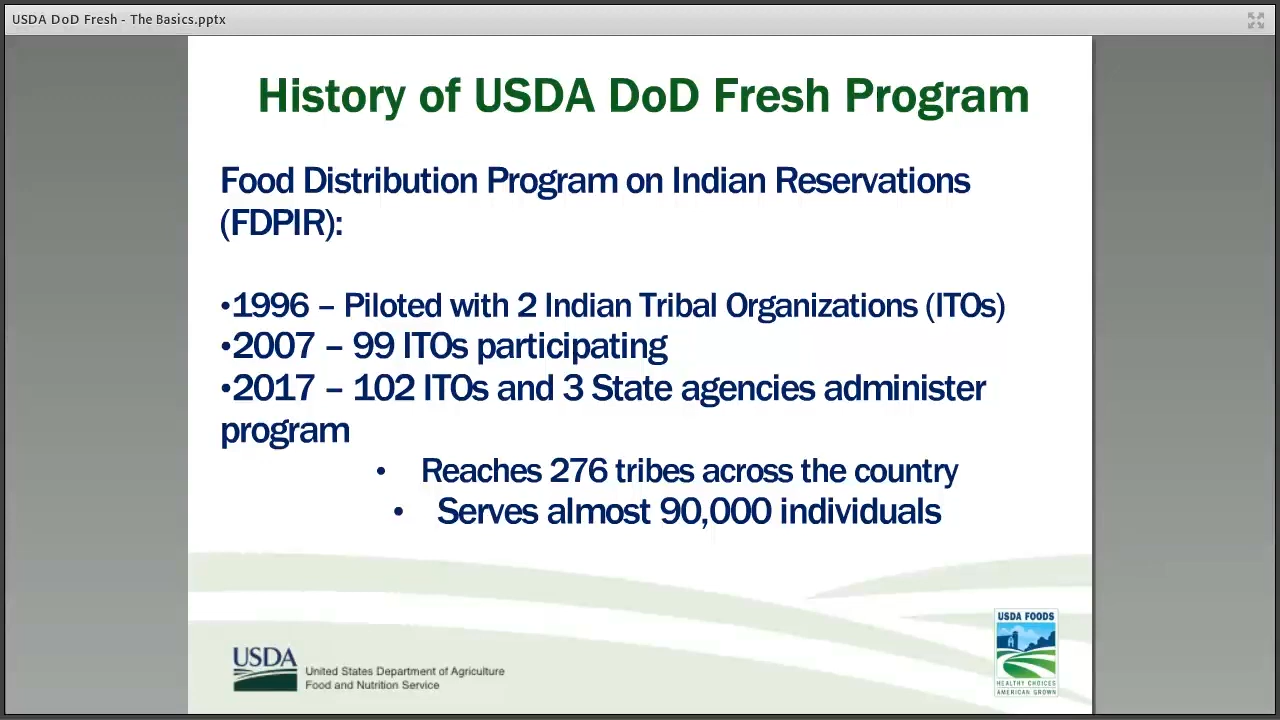 USDA DoD Fresh - The Basics.pptx
History of USDA DoD Fresh Program
Food Distribution Program on Indian Reservations
(FDPIR):
•1996 – Piloted with 2 Indian Tribal Organizations (ITOs)
•2007 – 99 ITOs participating
•2017 – 102 ITOs and 3 State agencies administer
program
• Reaches 276 tribes across the country
• Serves almost 90,000 individuals
USDA
United States Department of Agriculture
Food and Nutrition Service
USDA FOODS
HEALTHY CHOICES
AMERICAN GROWN